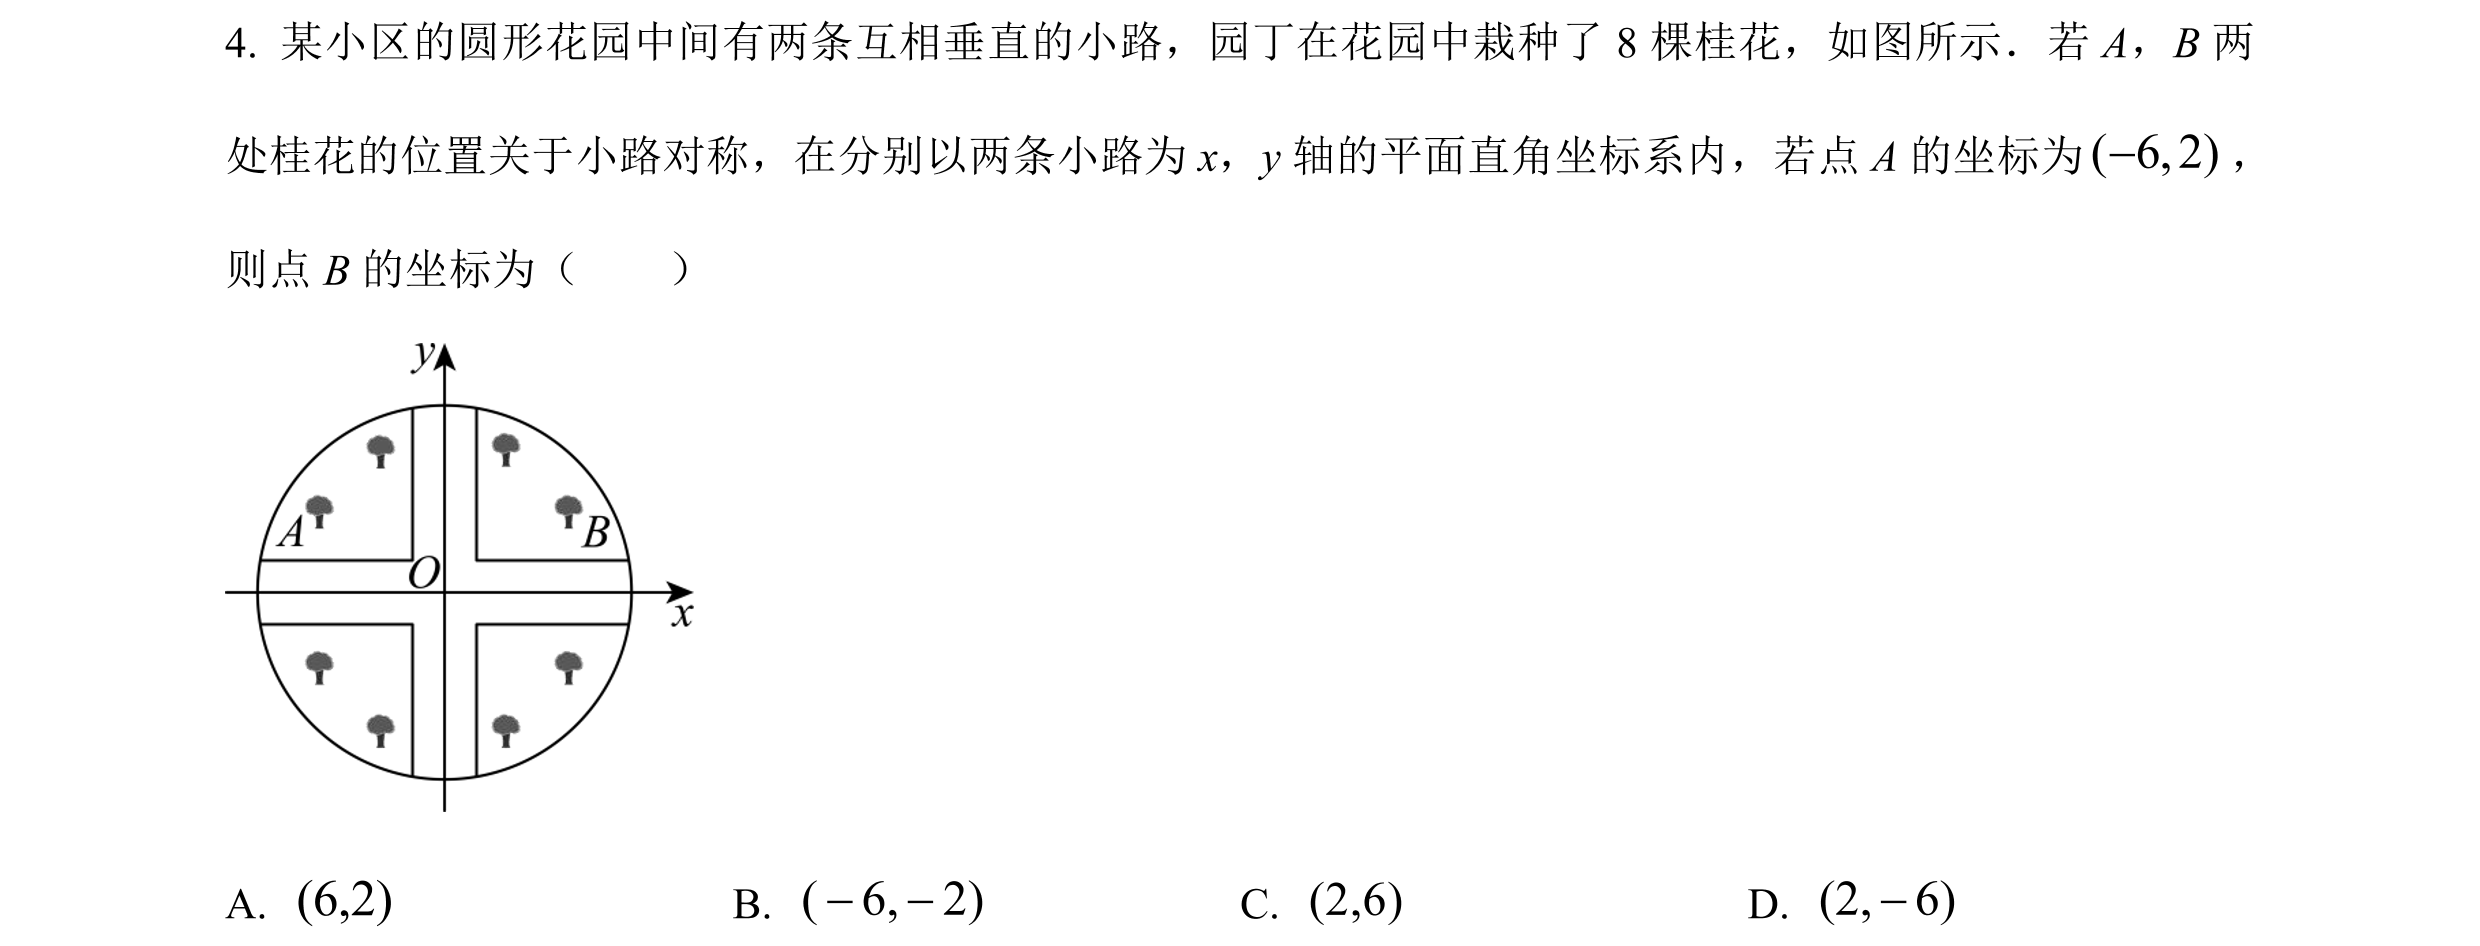 4. 某小区的圆形花园中间有两条互相垂直的小路，园丁在花园中栽种了 8 棵桂花，如图所示．若 A，B 两
处桂花的位置关于小路对称，在分别以两条小路为 x，y 轴的平面直角坐标系内，若点 A 的坐标为(−6,2)，
则点 B 的坐标为（　　）
y
A
B
O
x
A. (6,2) B. (−6,−2) C. (2,6) D. (2,−6)